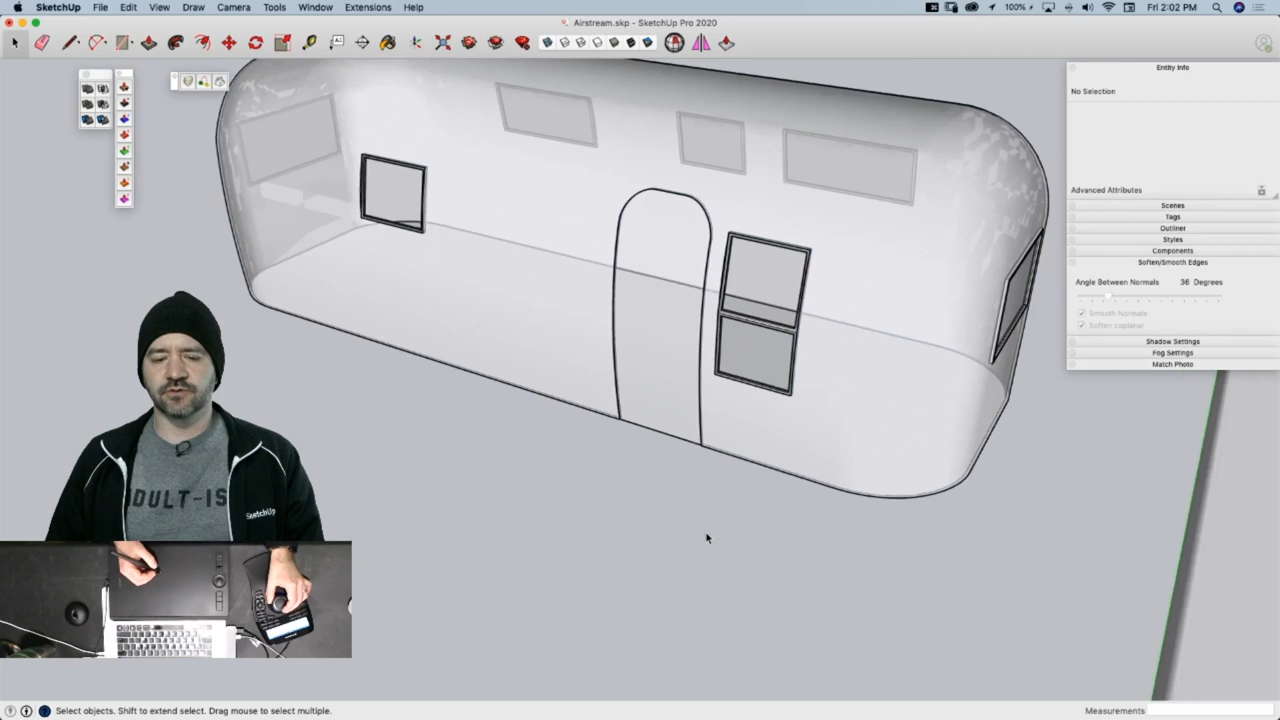 SketchUp File Edit View Draw Camera Tools Window Extensions Help 100% Fri 2:02 PM
Airstream.skp - SketchUp Pro 2020
Entity Info
No Selection
Advanced Attributes
Scenes
Tags
Outliner
Styles
Components
Soften/Smooth Edges
Angle Between Normals 36 Degrees
Smooth Normals
Soften coplanar
Shadow Settings
Fog Settings
Match Photo
DULT-IS
SketchUp
Select objects. Shift to extend select. Drag mouse to select multiple.
Measurements